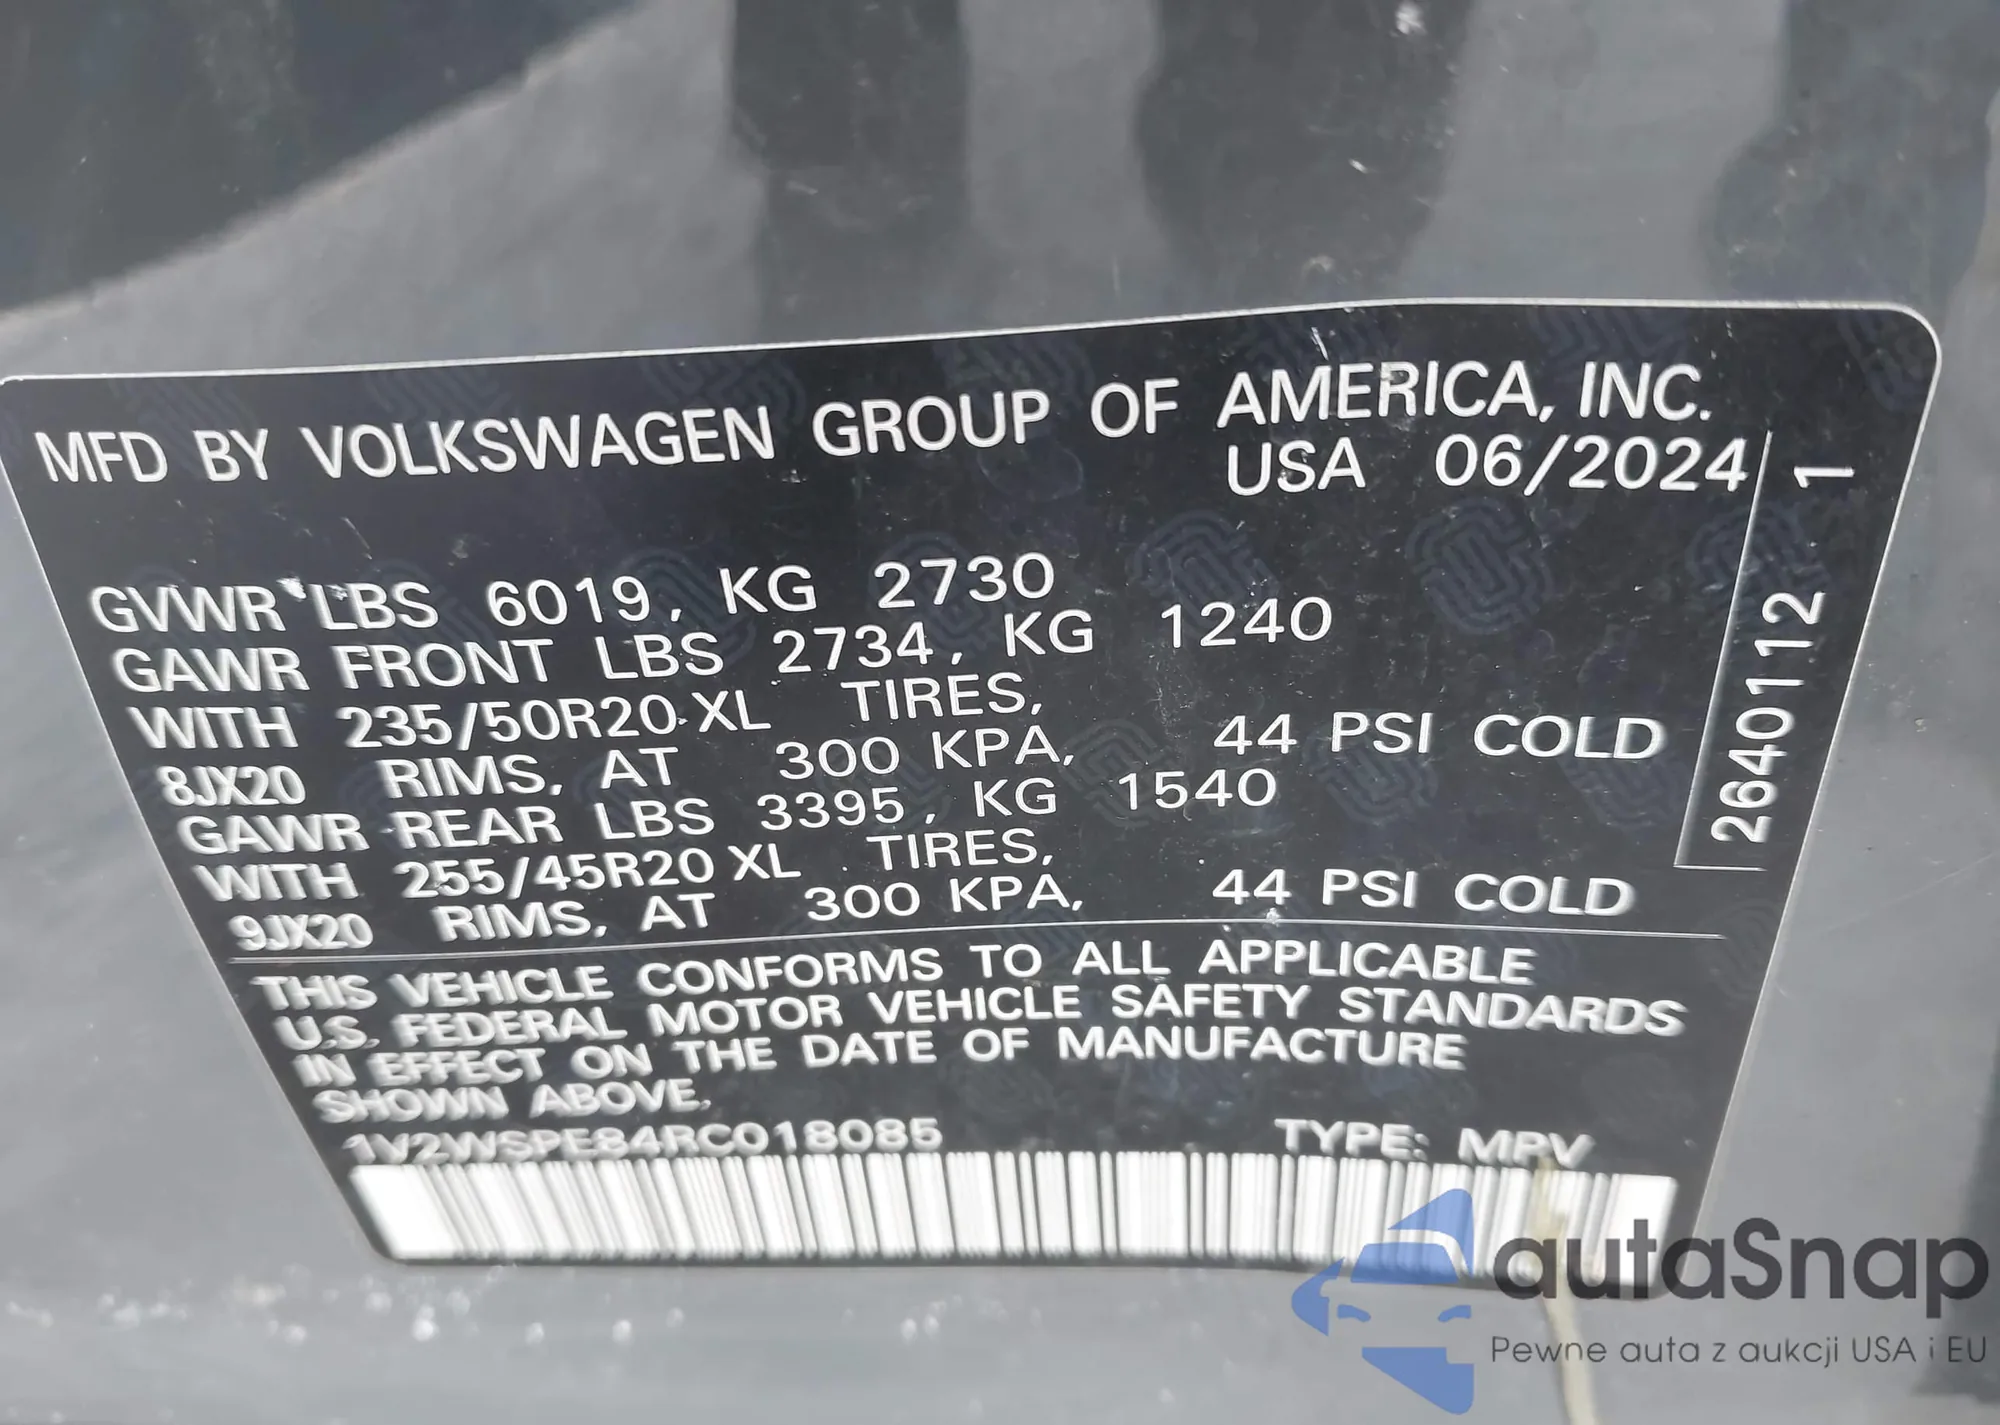 MFD BY VOLKSWAGEN GROUP OF AMERICA, INC.
USA 06/2024
GVWR LBS 6019, KG 2730
GAWR FRONT LBS 2734, KG 1240
WITH 235/50R20 XL TIRES,
8JX20 RIMS, AT 300 KPA, 44 PSI COLD
GAWR REAR LBS 3395, KG 1540
WITH 255/45R20 XL TIRES,
9JX20 RIMS, AT 300 KPA, 44 PSI COLD
2640112 1
THIS VEHICLE CONFORMS TO ALL APPLICABLE
U.S. FEDERAL MOTOR VEHICLE SAFETY STANDARDS
IN EFFECT ON THE DATE OF MANUFACTURE
SHOWN ABOVE.
1V2WSPE84RC018085 TYPE: MPV
autaSnap
Pewne auta z aukcji USA i EU